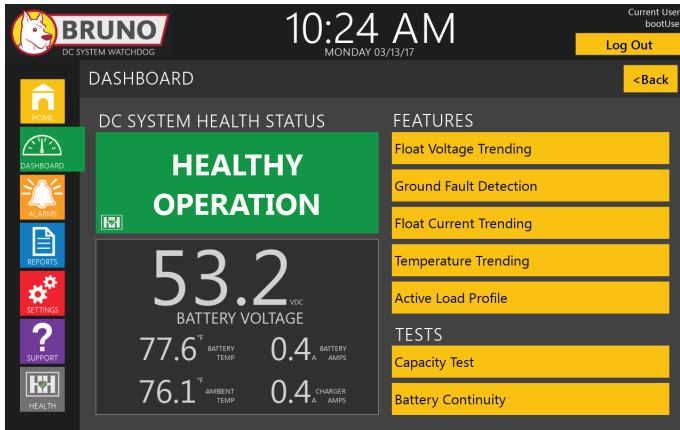 BRUNO
DC SYSTEM WATCHDOG
10:24 AM
MONDAY 03/13/17
Current User
bootUse
Log Out
DASHBOARD
<Back
HOME
DASHBOARD
ALARMS
REPORTS
SETTINGS
SUPPORT
HEALTH
DC SYSTEM HEALTH STATUS
HEALTHY
OPERATION
53.2 VDC
BATTERY VOLTAGE
77.6 °F BATTERY TEMP
0.4 A BATTERY AMPS
76.1 °F AMBIENT TEMP
0.4 A CHARGER AMPS
FEATURES
Float Voltage Trending
Ground Fault Detection
Float Current Trending
Temperature Trending
Active Load Profile
TESTS
Capacity Test
Battery Continuity